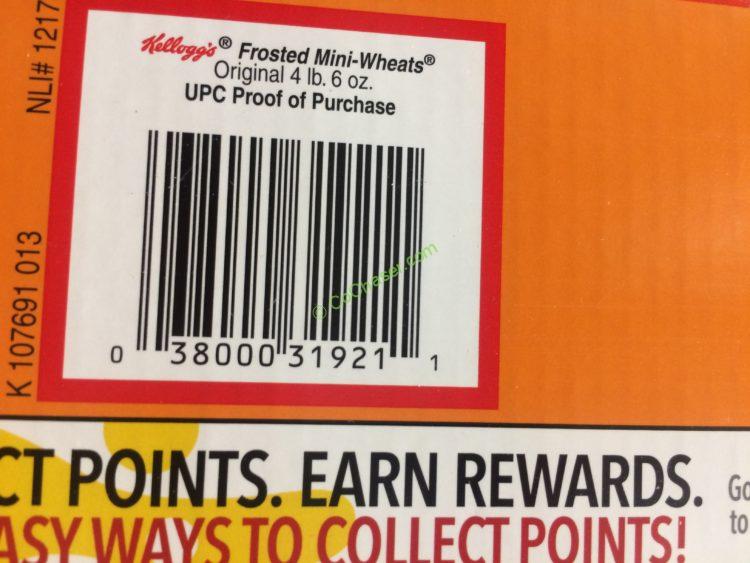 NLI# 1217
K 107691 013
Kellogg's® Frosted Mini-Wheats®
Original 4 lb. 6 oz.
UPC Proof of Purchase
© CoChaser.com
0 38000 31921 1
CT POINTS. EARN REWARDS.
ASY WAYS TO COLLECT POINTS!
Go
to